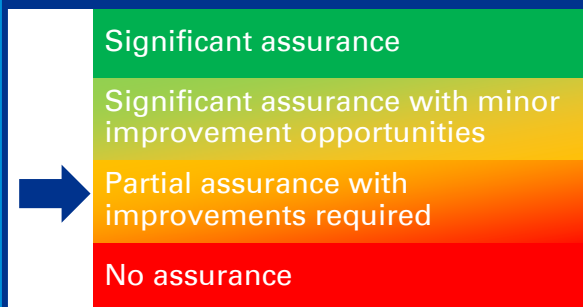 Significant assurance
Significant assurance with minor
improvement opportunities
Partial assurance with
improvements required
No assurance